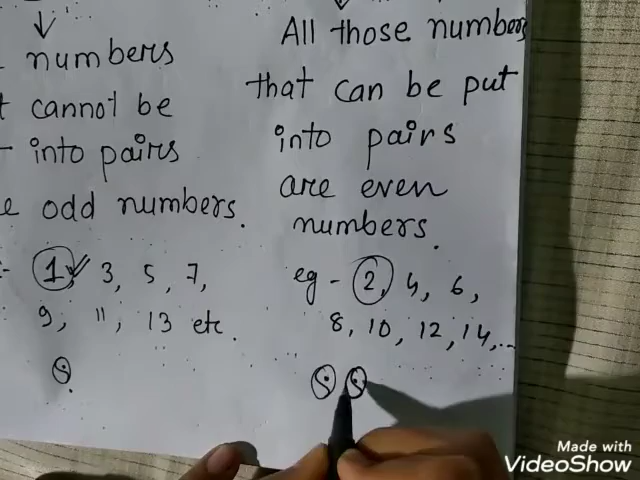 numbers
cannot be
into pairs
odd numbers.
1, 3, 5, 7,
9, 11, 13 etc.
All those numbers
that can be put
into pairs
are even
numbers.
eg - 2, 4, 6,
8, 10, 12, 14,...
Made with
VideoShow